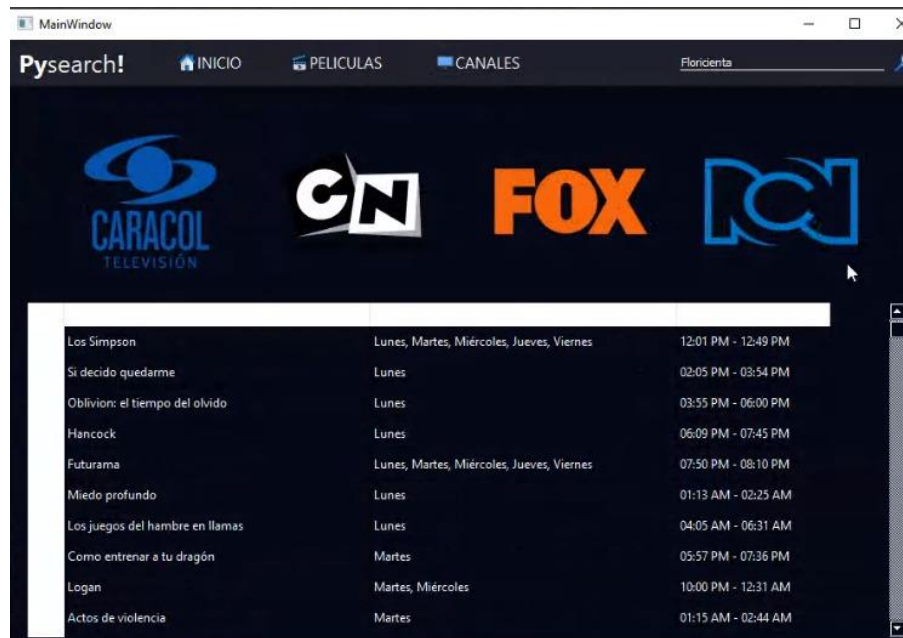 MainWindow
Pysearch! INICIO PELICULAS CANALES Floricienta
CARACOL
TELEVISIÓN
CN
FOX
RCN
Los Simpson Lunes, Martes, Miércoles, Jueves, Viernes 12:01 PM - 12:49 PM
Si decido quedarme Lunes 02:05 PM - 03:54 PM
Oblivion: el tiempo del olvido Lunes 03:55 PM - 06:00 PM
Hancock Lunes 06:09 PM - 07:45 PM
Futurama Lunes, Martes, Miércoles, Jueves, Viernes 07:50 PM - 08:10 PM
Miedo profundo Lunes 01:13 AM - 02:25 AM
Los juegos del hambre en llamas Lunes 04:05 AM - 06:31 AM
Como entrenar a tu dragón Martes 05:57 PM - 07:36 PM
Logan Martes, Miércoles 10:00 PM - 12:31 AM
Actos de violencia Martes 01:15 AM - 02:44 AM